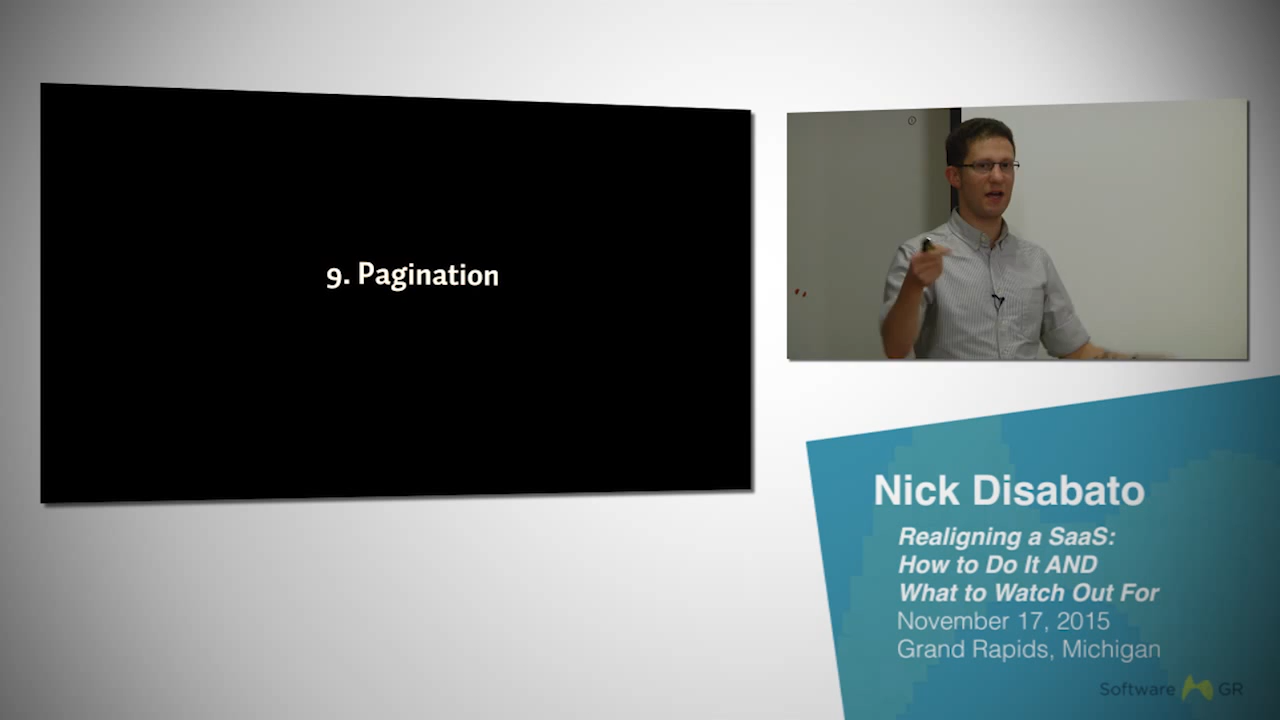 9. Pagination
Nick Disabato
Realigning a SaaS:
How to Do It AND
What to Watch Out For
November 17, 2015
Grand Rapids, Michigan
Software GR